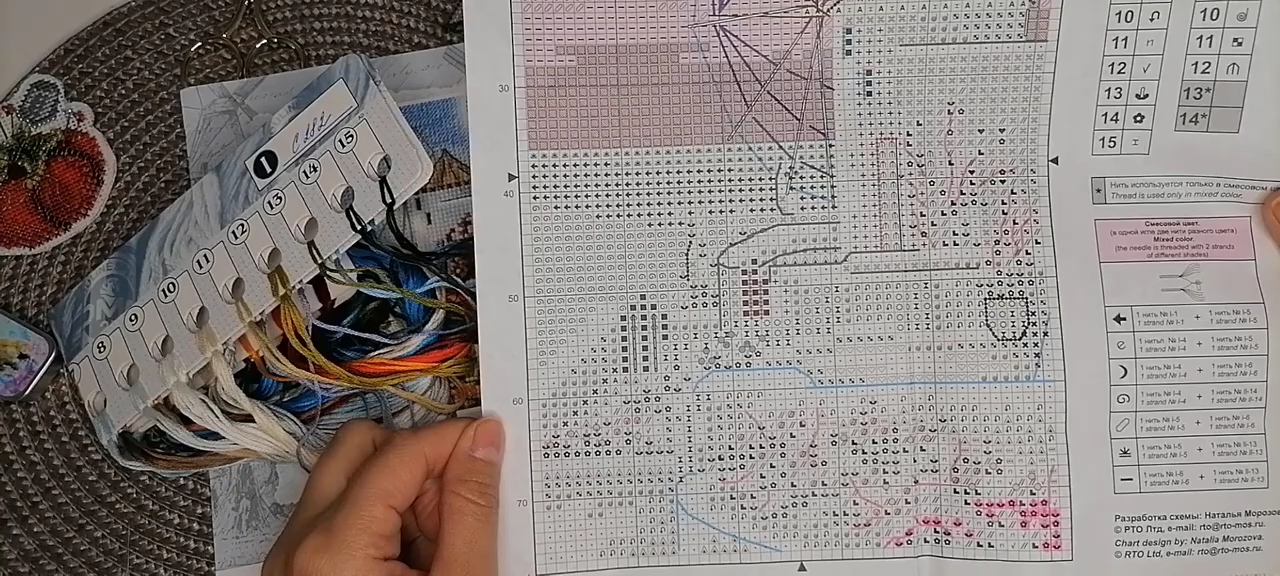 1
15
14
13
12
11
10
9
8
30
40
50
60
70
10
11
12
13
14
15
10
11
12
13*
14*
* Нить используется только в смесовом
Thread is used only in mixed color.
Смесовой цвет.
(в одной игле две нити разного цвета)
Mixed color.
(the needle is threaded with 2 strands
of different shades)
1 нить № I-1 + 1 нить № I-5
1 strand № I-1 1 strand № I-5
1 нить № I-4 + 1 нить № I-5
1 strand № I-4 1 strand № I-5
1 нить № I-4 + 1 нить № I-6
1 strand № I-4 1 strand № I-6
1 нить № I-4 + 1 нить № II-14
1 strand № I-4 1 strand № II-14
1 нить № I-5 + 1 нить № I-6
1 strand № I-5 1 strand № I-6
1 нить № I-5 + 1 нить № II-13
1 strand № I-5 1 strand № II-13
1 нить № I-6 + 1 нить № II-13
1 strand № I-6 1 strand № II-13
Разработка схемы: Наталья Морозо
© РТО Лтд, e-mail: rto@rto-mos.ru.
Chart design by: Natalia Morozova.
© RTO Ltd, e-mail: rto@rto-mos.ru.